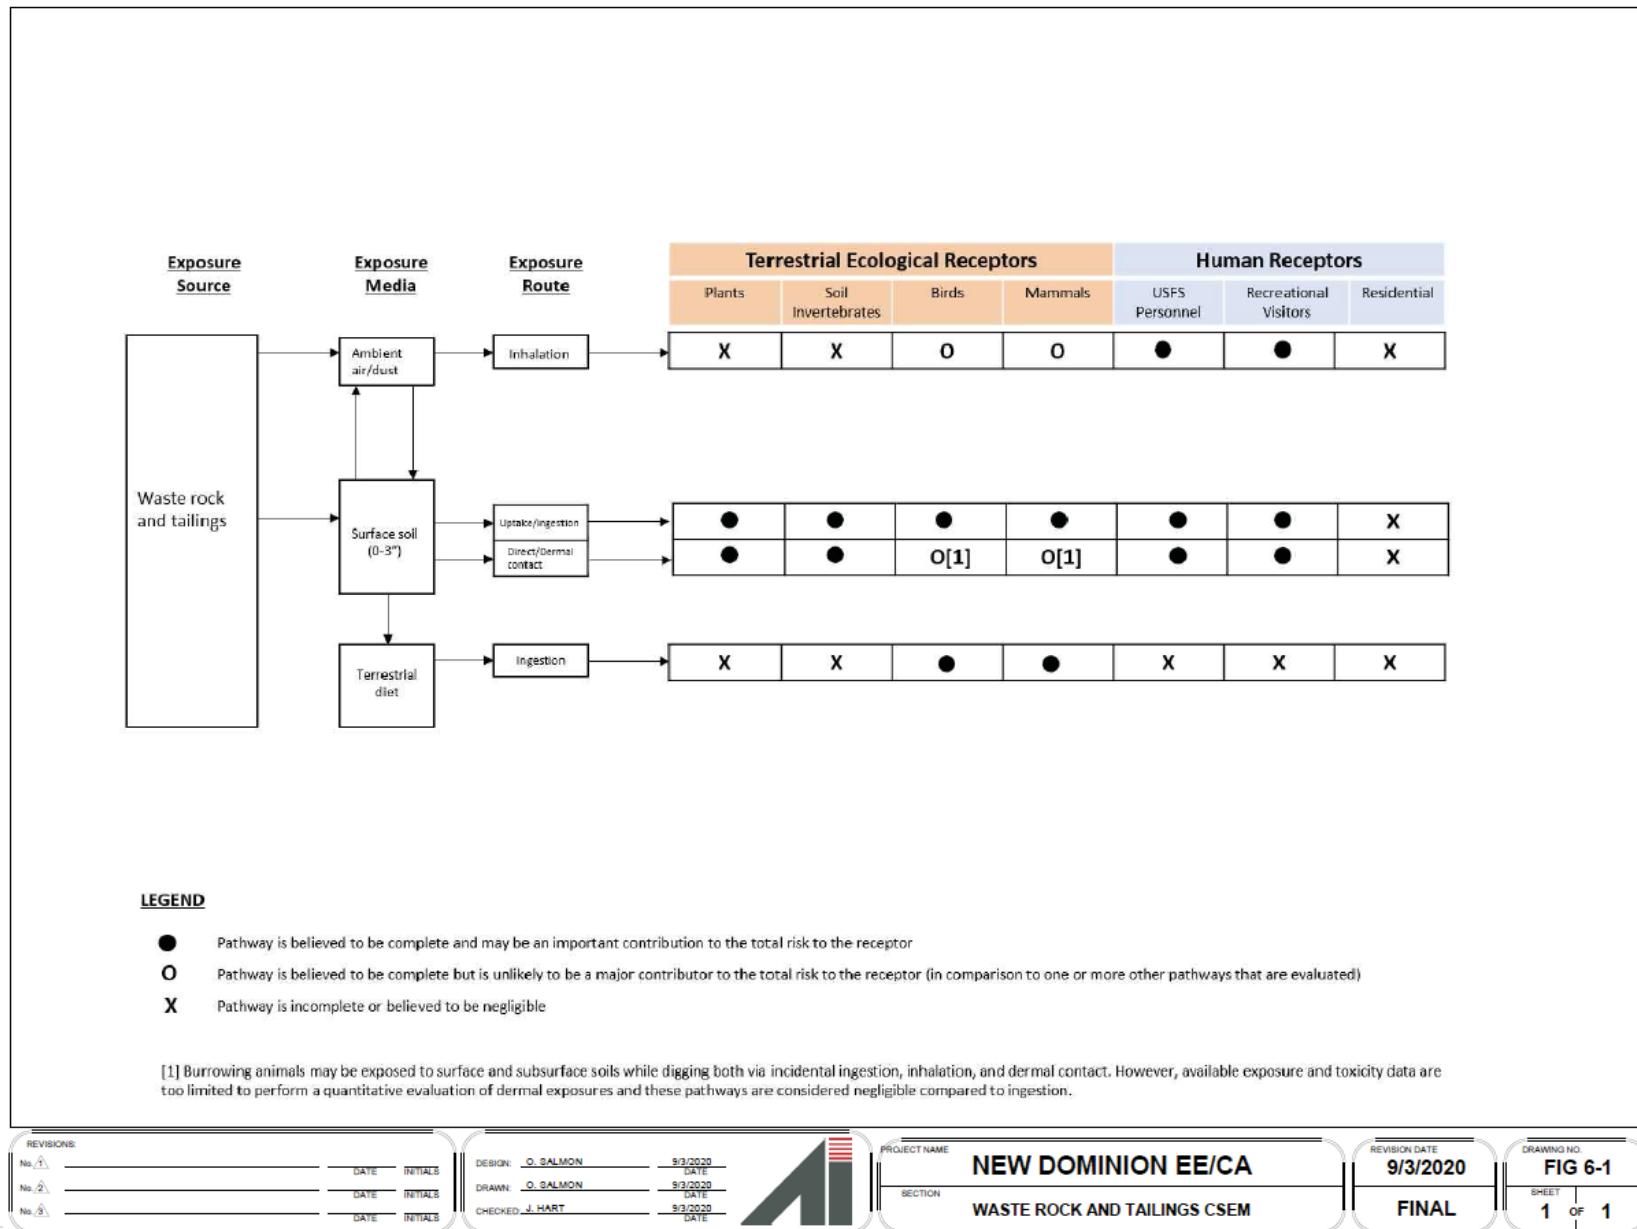 Exposure Source
Exposure Media
Exposure Route
Terrestrial Ecological Receptors
Human Receptors
Plants
Soil Invertebrates
Birds
Mammals
USFS Personnel
Recreational Visitors
Residential
Waste rock and tailings
Ambient air/dust
Inhalation
X X O O ● ● X
Surface soil (0-3")
Uptake/ingestion
● ● ● ● ● ● X
Direct/Dermal contact
● ● O[1] O[1] ● ● X
Terrestrial diet
Ingestion
X X ● ● X X X
LEGEND
● Pathway is believed to be complete and may be an important contribution to the total risk to the receptor
O Pathway is believed to be complete but is unlikely to be a major contributor to the total risk to the receptor (in comparison to one or more other pathways that are evaluated)
X Pathway is incomplete or believed to be negligible
[1] Burrowing animals may be exposed to surface and subsurface soils while digging both via incidental ingestion, inhalation, and dermal contact. However, available exposure and toxicity data are
too limited to perform a quantitative evaluation of dermal exposures and these pathways are considered negligible compared to ingestion.
REVISIONS:
No. 1 DATE INITIALS
No. 2 DATE INITIALS
No. 3 DATE INITIALS
DESIGN: O. SALMON 9/3/2020 DATE
DRAWN: O. SALMON 9/3/2020 DATE
CHECKED: J. HART 9/3/2020 DATE
PROJECT NAME
NEW DOMINION EE/CA
SECTION
WASTE ROCK AND TAILINGS CSEM
REVISION DATE
9/3/2020
FINAL
DRAWING NO.
FIG 6-1
SHEET
1 OF 1